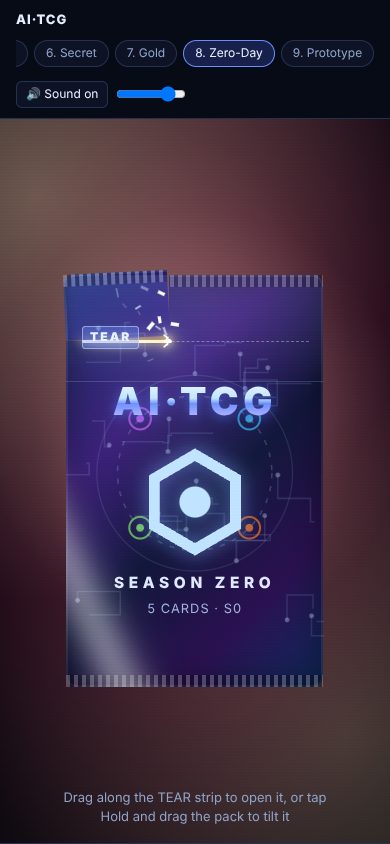 AI·TCG
6. Secret
7. Gold
8. Zero-Day
9. Prototype
🔊 Sound on
TEAR
AI·TCG
SEASON ZERO
5 CARDS · S0
Drag along the TEAR strip to open it, or tap
Hold and drag the pack to tilt it